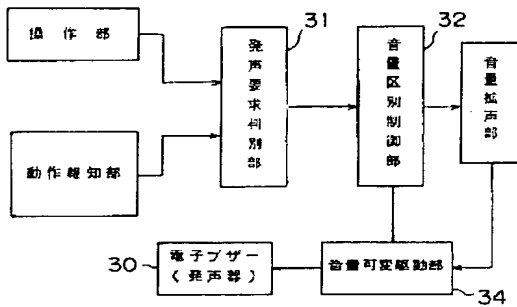 操作部
動作報知部
発声要求判別部
31
音量区別制御部
32
音量拡声部
30
電子ブザー
(発声器)
音量可変駆動部
34